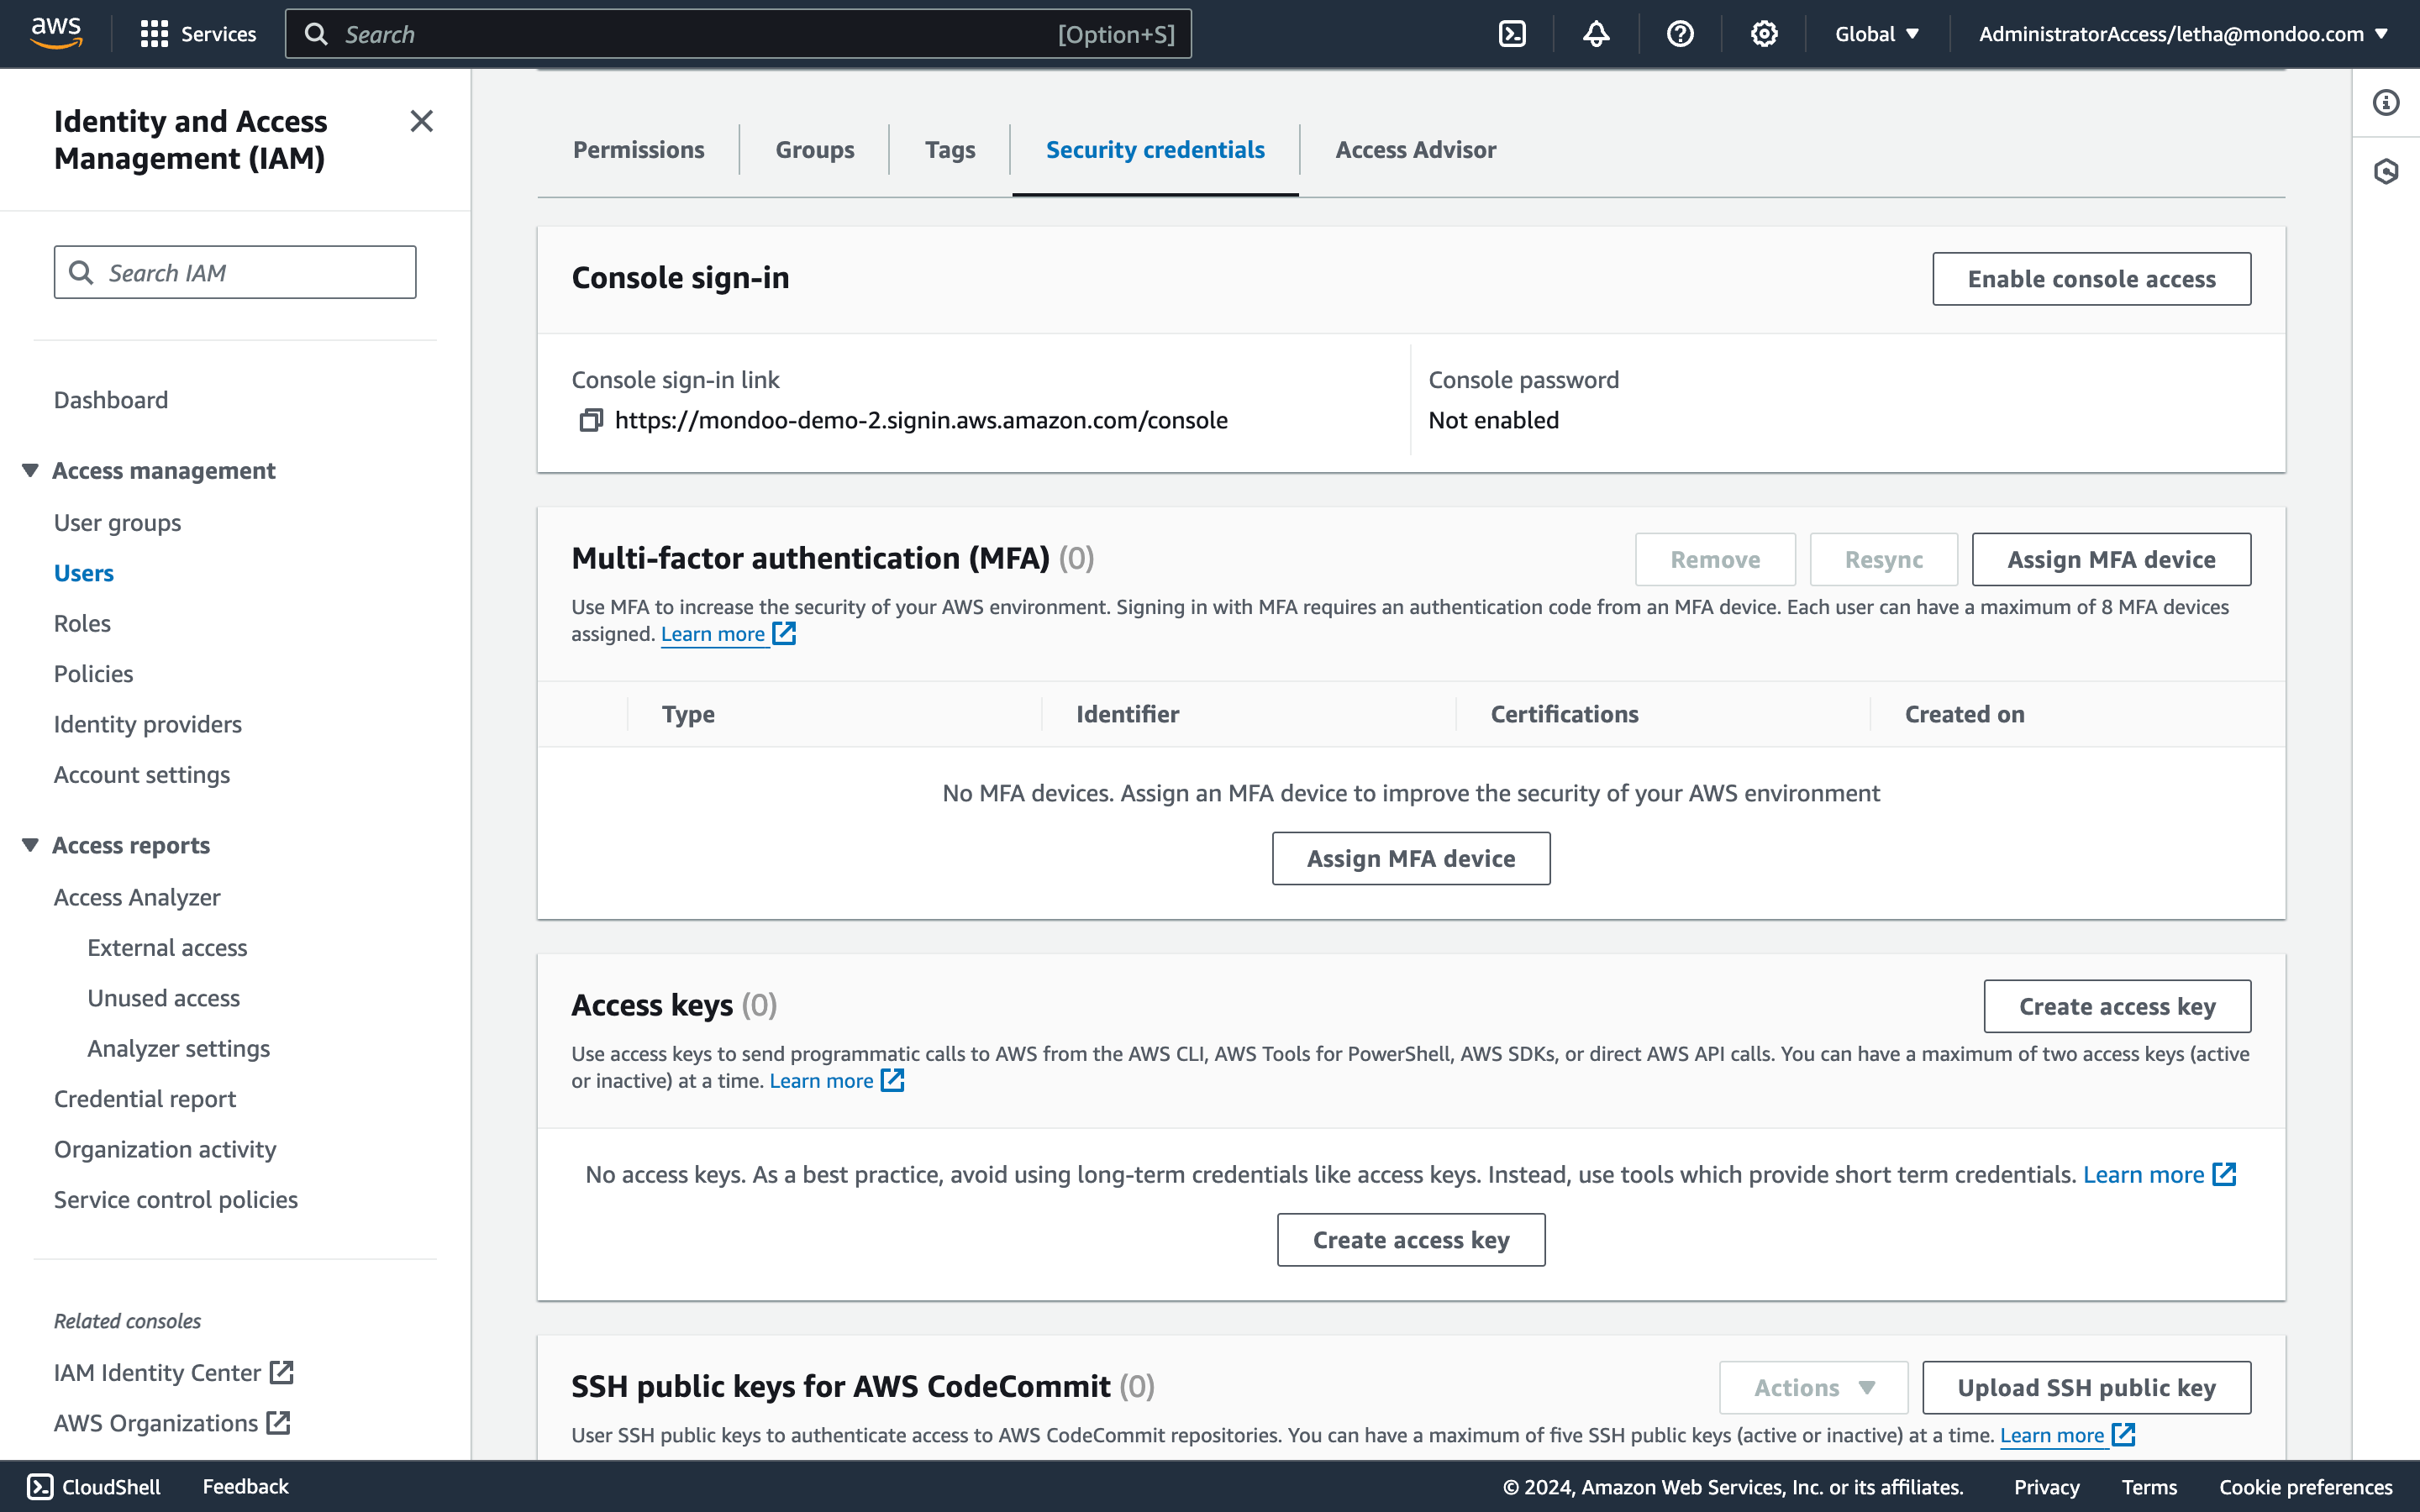 aws
Services
Search
[Option+S]
Global
AdministratorAccess/letha@mondoo.com
Identity and Access
Management (IAM)
Search IAM
Dashboard
Access management
User groups
Users
Roles
Policies
Identity providers
Account settings
Access reports
Access Analyzer
External access
Unused access
Analyzer settings
Credential report
Organization activity
Service control policies
Related consoles
IAM Identity Center
AWS Organizations
Permissions
Groups
Tags
Security credentials
Access Advisor
Console sign-in
Enable console access
Console sign-in link
https://mondoo-demo-2.signin.aws.amazon.com/console
Console password
Not enabled
Multi-factor authentication (MFA) (0)
Remove
Resync
Assign MFA device
Use MFA to increase the security of your AWS environment. Signing in with MFA requires an authentication code from an MFA device. Each user can have a maximum of 8 MFA devices
assigned. Learn more
Type
Identifier
Certifications
Created on
No MFA devices. Assign an MFA device to improve the security of your AWS environment
Assign MFA device
Access keys (0)
Create access key
Use access keys to send programmatic calls to AWS from the AWS CLI, AWS Tools for PowerShell, AWS SDKs, or direct AWS API calls. You can have a maximum of two access keys (active
or inactive) at a time. Learn more
No access keys. As a best practice, avoid using long-term credentials like access keys. Instead, use tools which provide short term credentials. Learn more
Create access key
SSH public keys for AWS CodeCommit (0)
Actions
Upload SSH public key
User SSH public keys to authenticate access to AWS CodeCommit repositories. You can have a maximum of five SSH public keys (active or inactive) at a time. Learn more
CloudShell
Feedback
© 2024, Amazon Web Services, Inc. or its affiliates.
Privacy
Terms
Cookie preferences